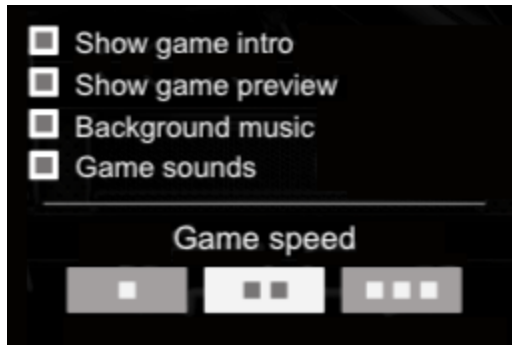 Show game intro
Show game preview
Background music
Game sounds
Game speed